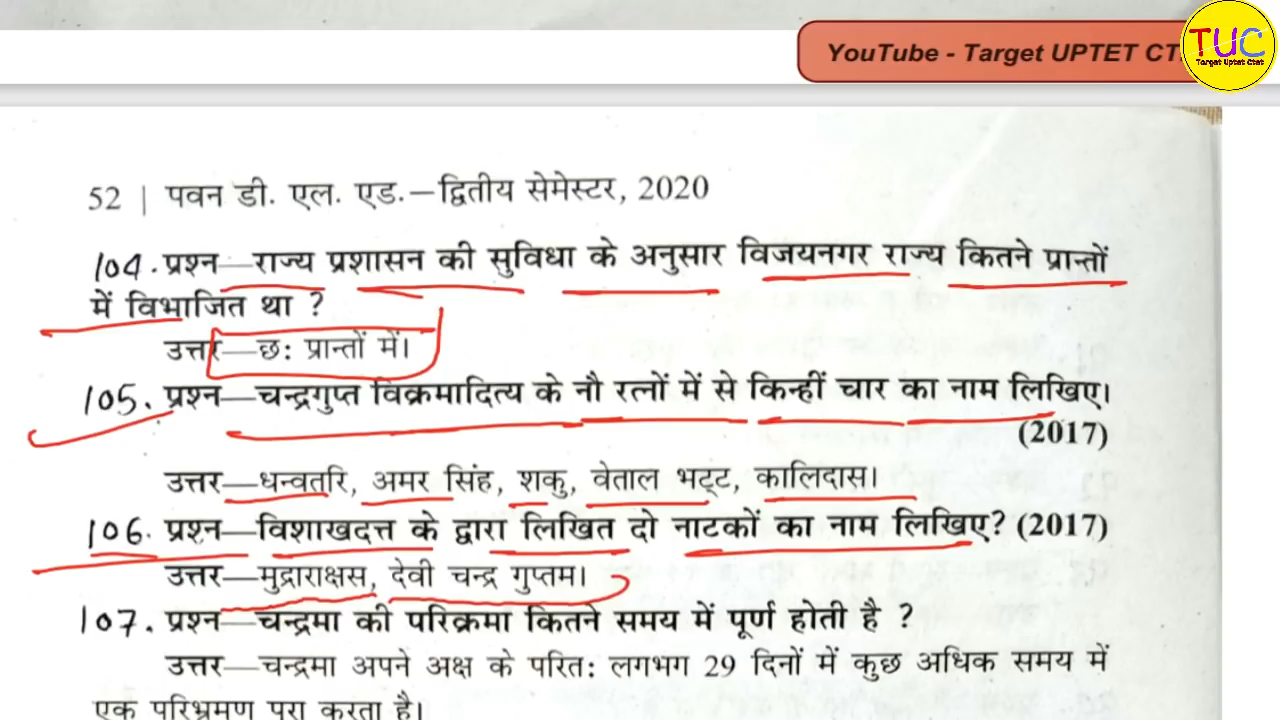 YouTube - Target UPTET CT
TUC
Target Uptet Ctet
52 | पवन डी. एल. एड.—द्वितीय सेमेस्टर, 2020
104. प्रश्न—राज्य प्रशासन की सुविधा के अनुसार विजयनगर राज्य कितने प्रान्तों
में विभाजित था ?
उत्तर—छः प्रान्तों में।
105. प्रश्न—चन्द्रगुप्त विक्रमादित्य के नौ रत्नों में से किन्हीं चार का नाम लिखिए।
(2017)
उत्तर—धन्वतरि, अमर सिंह, शकु, वेताल भट्ट, कालिदास।
106. प्रश्न—विशाखदत्त के द्वारा लिखित दो नाटकों का नाम लिखिए? (2017)
उत्तर—मुद्राराक्षस, देवी चन्द्र गुप्तम।
107. प्रश्न—चन्द्रमा की परिक्रमा कितने समय में पूर्ण होती है ?
उत्तर—चन्द्रमा अपने अक्ष के परितः लगभग 29 दिनों में कुछ अधिक समय में
एक परिभ्रमण पूरा करता है।